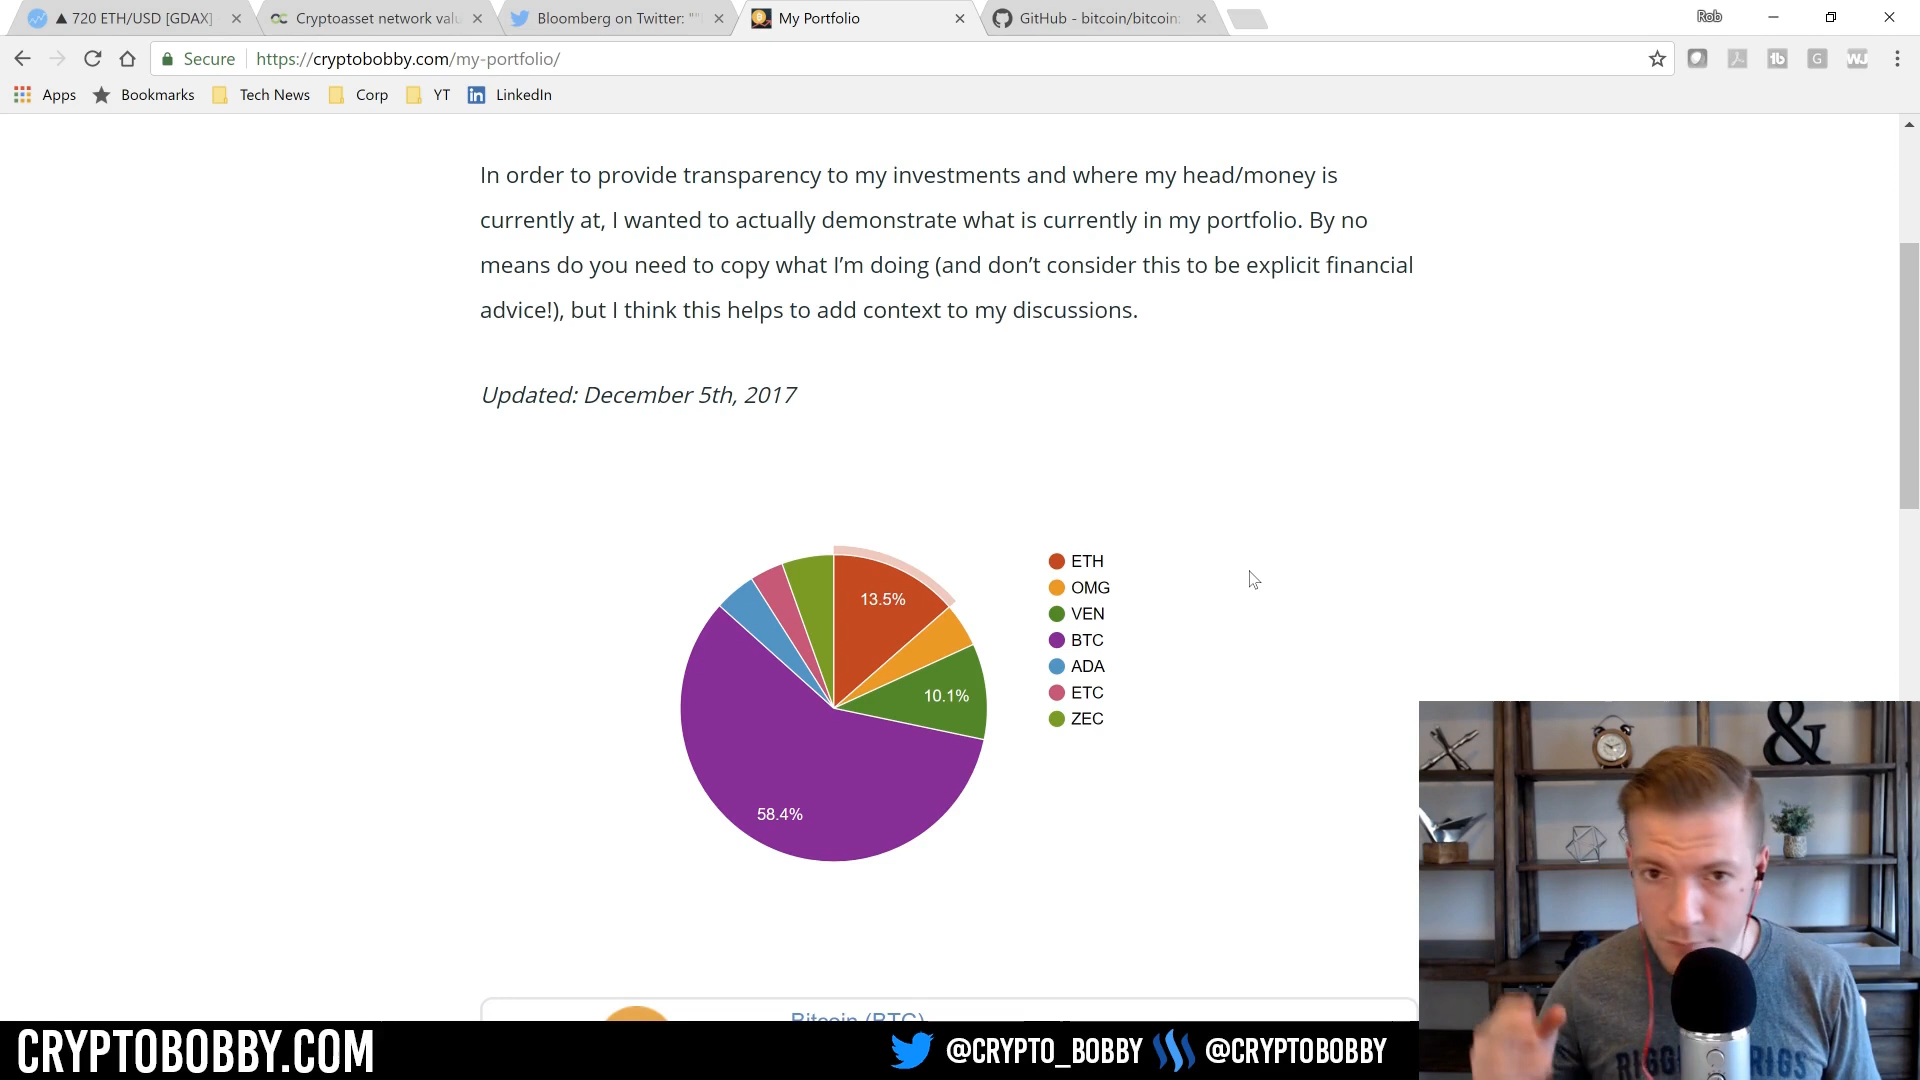 ▲ 720 ETH/USD [GDAX]
Cryptoasset network valu
Bloomberg on Twitter: ""
My Portfolio
GitHub - bitcoin/bitcoin:
Rob
Secure
https://cryptobobby.com/my-portfolio/
Apps
Bookmarks
Tech News
Corp
YT
LinkedIn
In order to provide transparency to my investments and where my head/money is
currently at, I wanted to actually demonstrate what is currently in my portfolio. By no
means do you need to copy what I’m doing (and don’t consider this to be explicit financial
advice!), but I think this helps to add context to my discussions.
Updated: December 5th, 2017
13.5%
10.1%
58.4%
ETH
OMG
VEN
BTC
ADA
ETC
ZEC
&
Bitcoin (BTC)
CRYPTOBOBBY.COM
@CRYPTO_BOBBY
@CRYPTOBOBBY